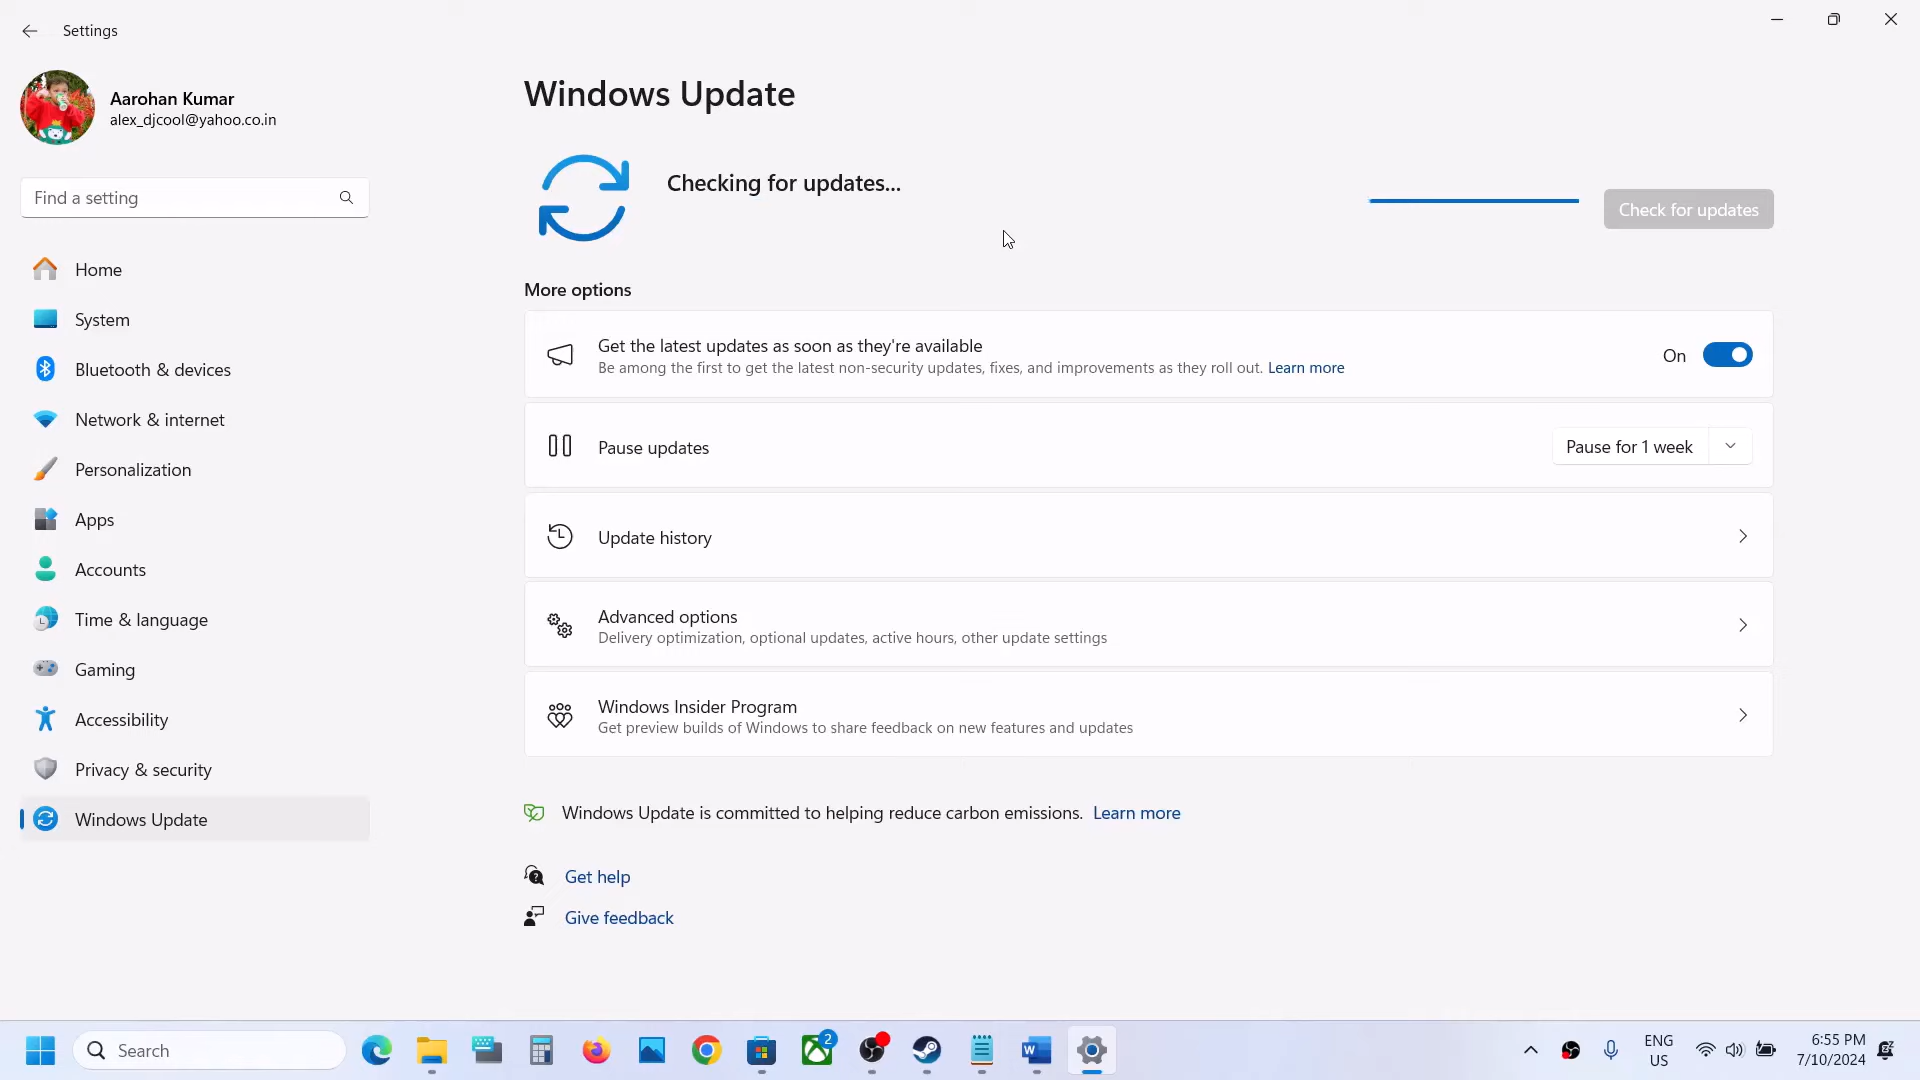 Settings
Aarohan Kumar
alex_djcool@yahoo.co.in
Find a setting
Home
System
Bluetooth & devices
Network & internet
Personalization
Apps
Accounts
Time & language
Gaming
Accessibility
Privacy & security
Windows Update
Windows Update
Checking for updates...
Check for updates
More options
Get the latest updates as soon as they're available
Be among the first to get the latest non-security updates, fixes, and improvements as they roll out. Learn more
On
Pause updates
Pause for 1 week
Update history
Advanced options
Delivery optimization, optional updates, active hours, other update settings
Windows Insider Program
Get preview builds of Windows to share feedback on new features and updates
Windows Update is committed to helping reduce carbon emissions. Learn more
Get help
Give feedback
Search
2
ENG
US
6:55 PM
7/10/2024